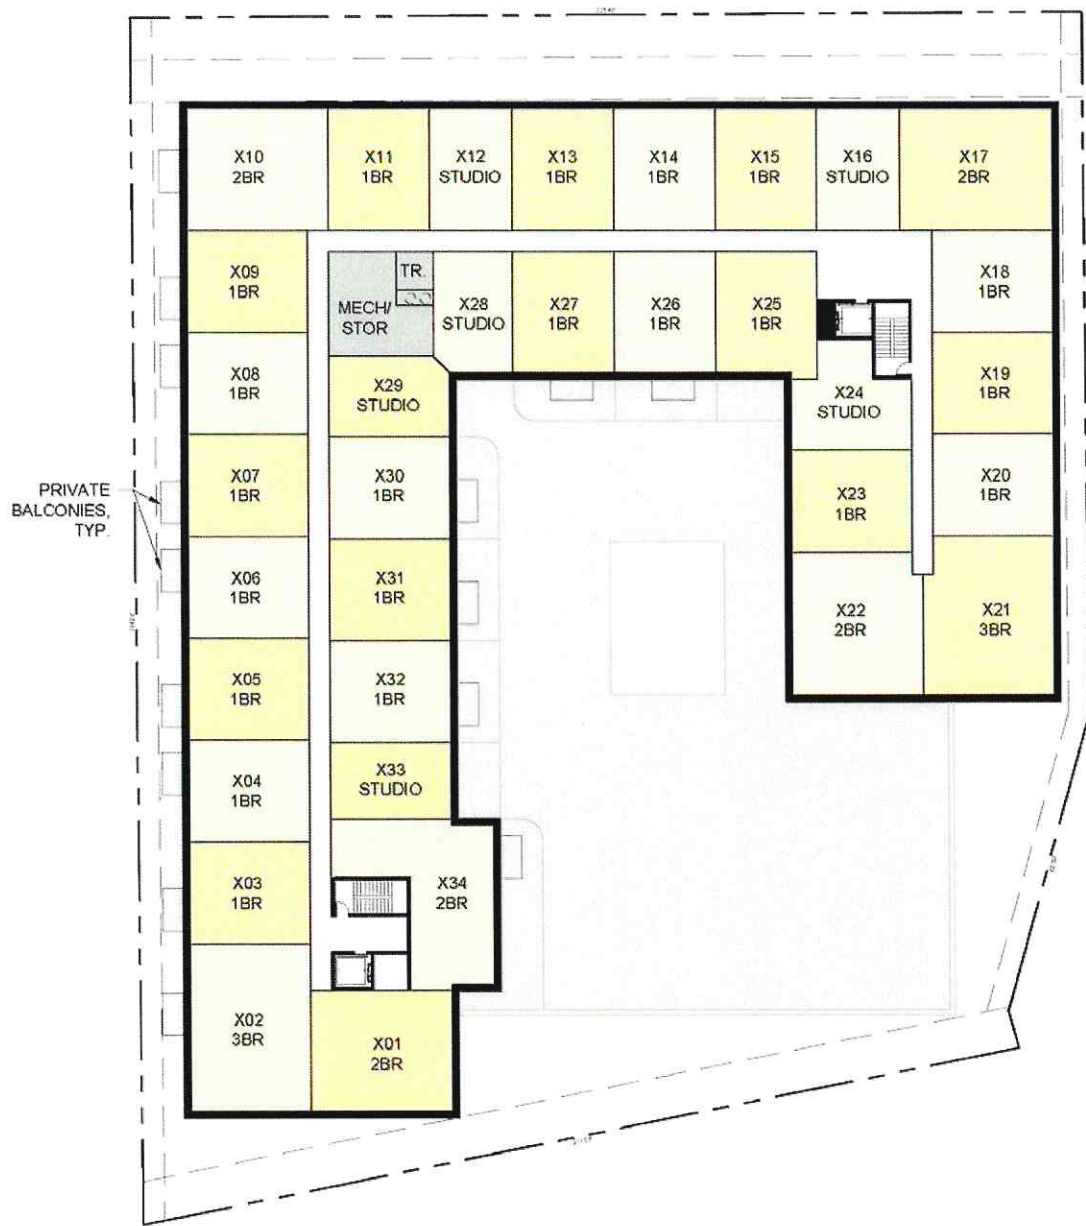 X10
2BR
X11
1BR
X12
STUDIO
X13
1BR
X14
1BR
X15
1BR
X16
STUDIO
X17
2BR
X09
1BR
TR.
MECH/
STOR
X28
STUDIO
X27
1BR
X26
1BR
X25
1BR
X18
1BR
X08
1BR
X29
STUDIO
X24
STUDIO
X19
1BR
PRIVATE
BALCONIES,
TYP.
X07
1BR
X30
1BR
X23
1BR
X20
1BR
X06
1BR
X31
1BR
X22
2BR
X21
3BR
X05
1BR
X32
1BR
X04
1BR
X33
STUDIO
X03
1BR
X34
2BR
X02
3BR
X01
2BR